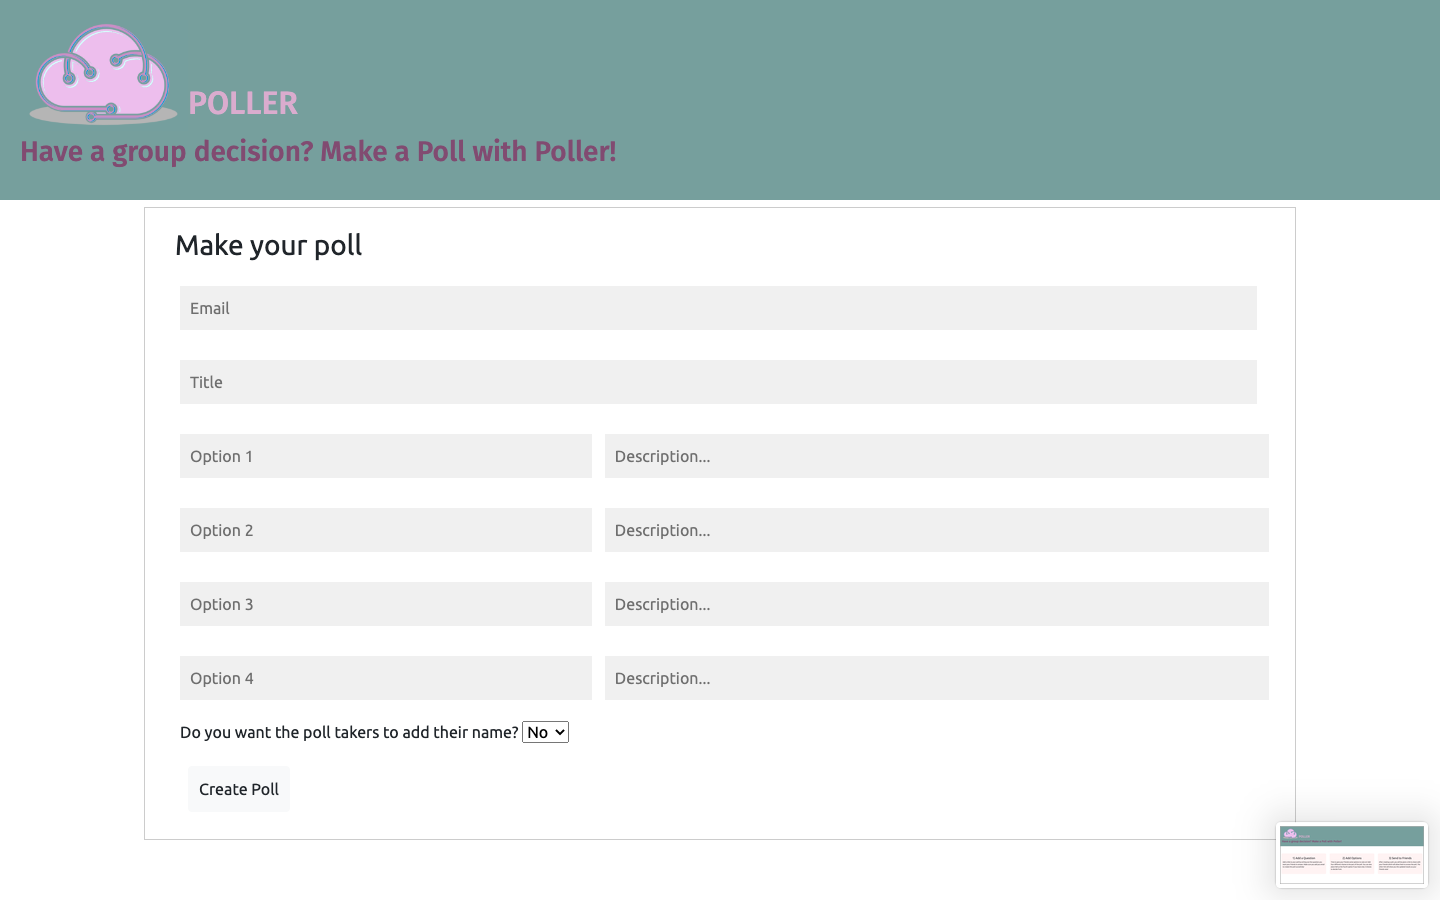 POLLER
Have a group decision? Make a Poll with Poller!
Make your poll
Email
Title
Option 1 Description...
Option 2 Description...
Option 3 Description...
Option 4 Description...
Do you want the poll takers to add their name? No
Create Poll